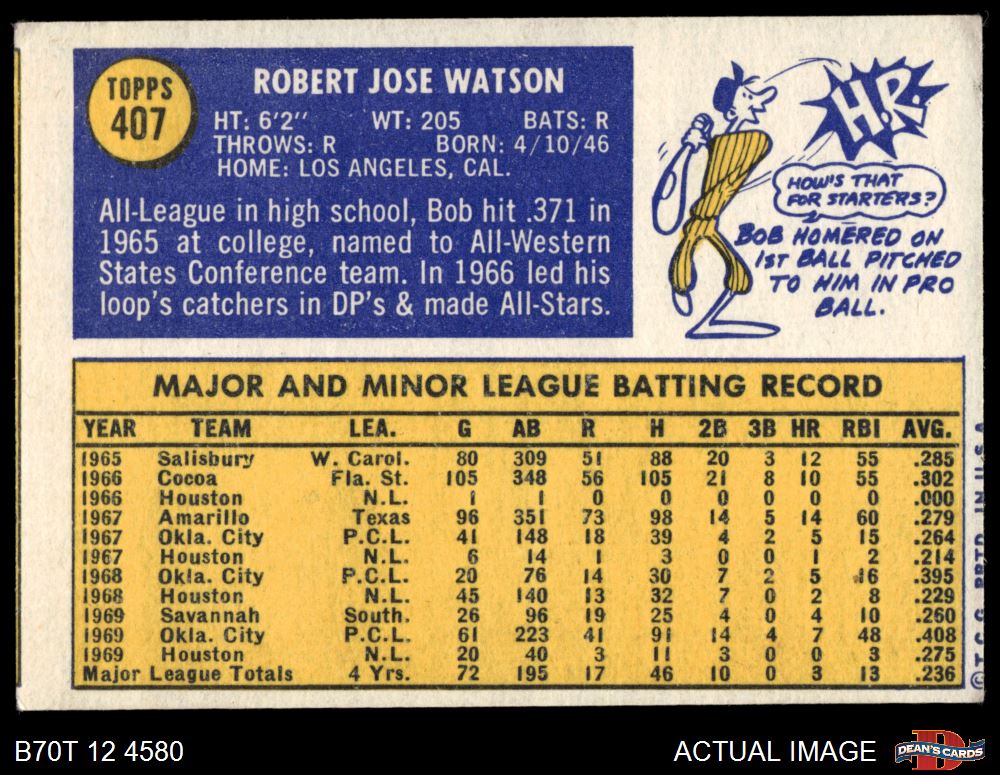 TOPPS
407
ROBERT JOSE WATSON
HT: 6'2" WT: 205 BATS: R
THROWS: R BORN: 4/10/46
HOME: LOS ANGELES, CAL.
All-League in high school, Bob hit .371 in
1965 at college, named to All-Western
States Conference team. In 1966 led his
loop's catchers in DP's & made All-Stars.
H.R.
HOW'S THAT
FOR STARTERS?
BOB HOMERED ON
1ST BALL PITCHED
TO HIM IN PRO
BALL.
MAJOR AND MINOR LEAGUE BATTING RECORD
YEAR TEAM LEA. G AB R H 2B 3B HR RBI AVG.
1965 Salisbury W. Carol. 80 309 51 88 20 3 12 55 .285
1966 Cocoa Fla. St. 105 348 56 105 21 8 10 55 .302
1966 Houston N.L. 1 1 0 0 0 0 0 0 .000
1967 Amarillo Texas 96 351 73 98 14 5 14 60 .279
1967 Okla. City P.C.L. 41 148 18 39 4 2 5 15 .264
1967 Houston N.L. 6 14 1 3 0 0 1 2 .214
1968 Okla. City P.C.L. 20 76 14 30 7 2 5 16 .395
1968 Houston N.L. 45 140 13 32 7 0 2 8 .229
1969 Savannah South. 26 96 19 25 4 0 4 10 .260
1969 Okla. City P.C.L. 61 223 41 91 14 4 7 48 .408
1969 Houston N.L. 20 40 3 11 3 0 0 3 .275
Major League Totals 4 Yrs. 72 195 17 46 10 0 3 13 .236
©T.C.G. PRTD. IN U.S.A.
B70T 12 4580
ACTUAL IMAGE
DEAN'S CARDS